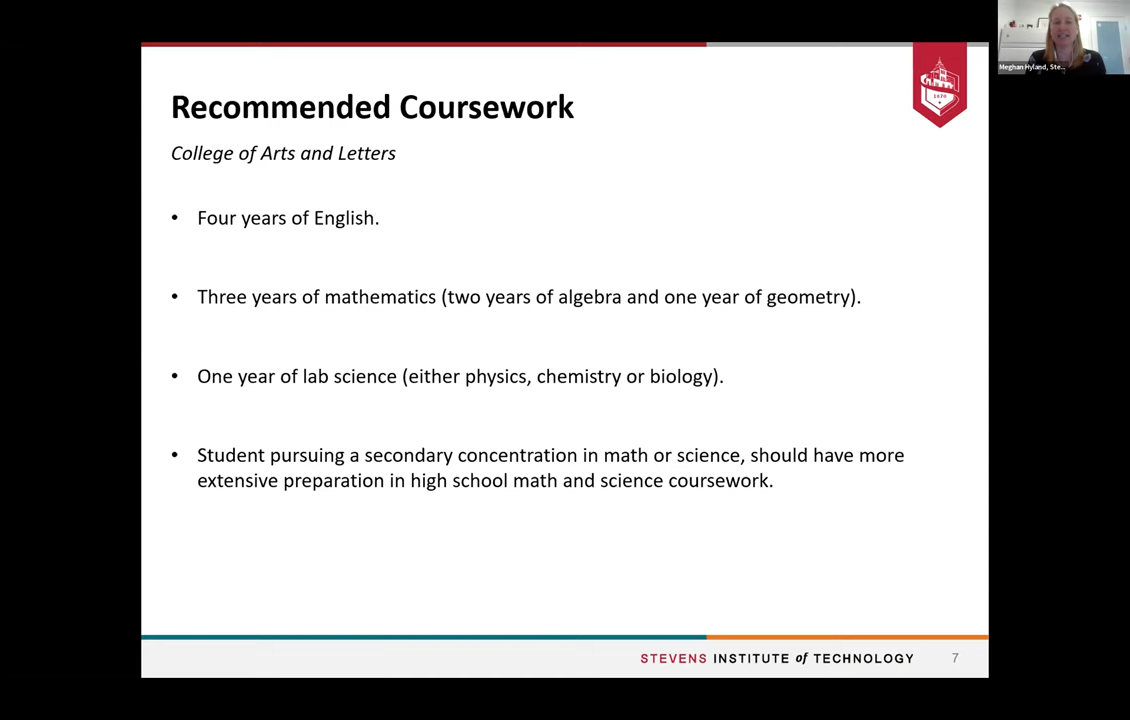 Meghan Hyland, Ste...
Recommended Coursework
1870
College of Arts and Letters
• Four years of English.
• Three years of mathematics (two years of algebra and one year of geometry).
• One year of lab science (either physics, chemistry or biology).
• Student pursuing a secondary concentration in math or science, should have more
extensive preparation in high school math and science coursework.
STEVENS INSTITUTE of TECHNOLOGY 7